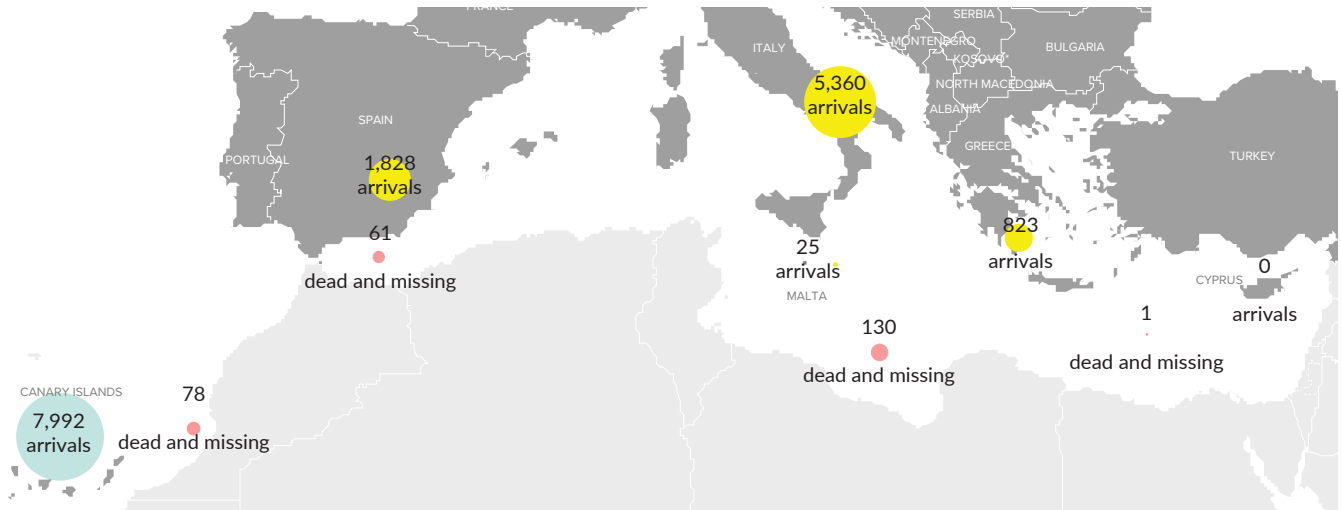 FRANCE
SERBIA
ITALY
MONTENEGRO
BULGARIA
KOSOVO*
5,360
arrivals
NORTH MACEDONIA
ALBANIA
SPAIN
GREECE
TURKEY
PORTUGAL
1,828
arrivals
61
dead and missing
823
arrivals
25
arrivals
MALTA
0
CYPRUS
arrivals
1
dead and missing
130
dead and missing
CANARY ISLANDS
7,992
arrivals
78
dead and missing